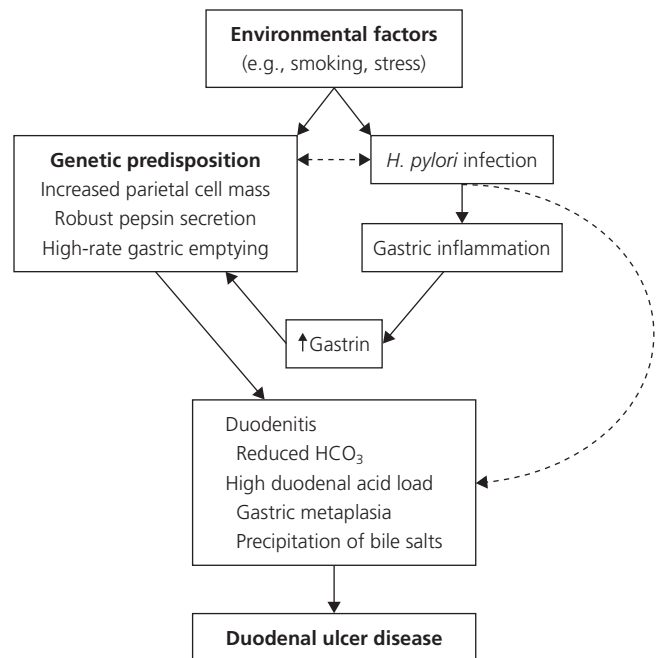 Environmental factors
(e.g., smoking, stress)
Genetic predisposition
Increased parietal cell mass
Robust pepsin secretion
High-rate gastric emptying
H. pylori infection
Gastric inflammation
↑Gastrin
Duodenitis
Reduced HCO₃
High duodenal acid load
Gastric metaplasia
Precipitation of bile salts
Duodenal ulcer disease